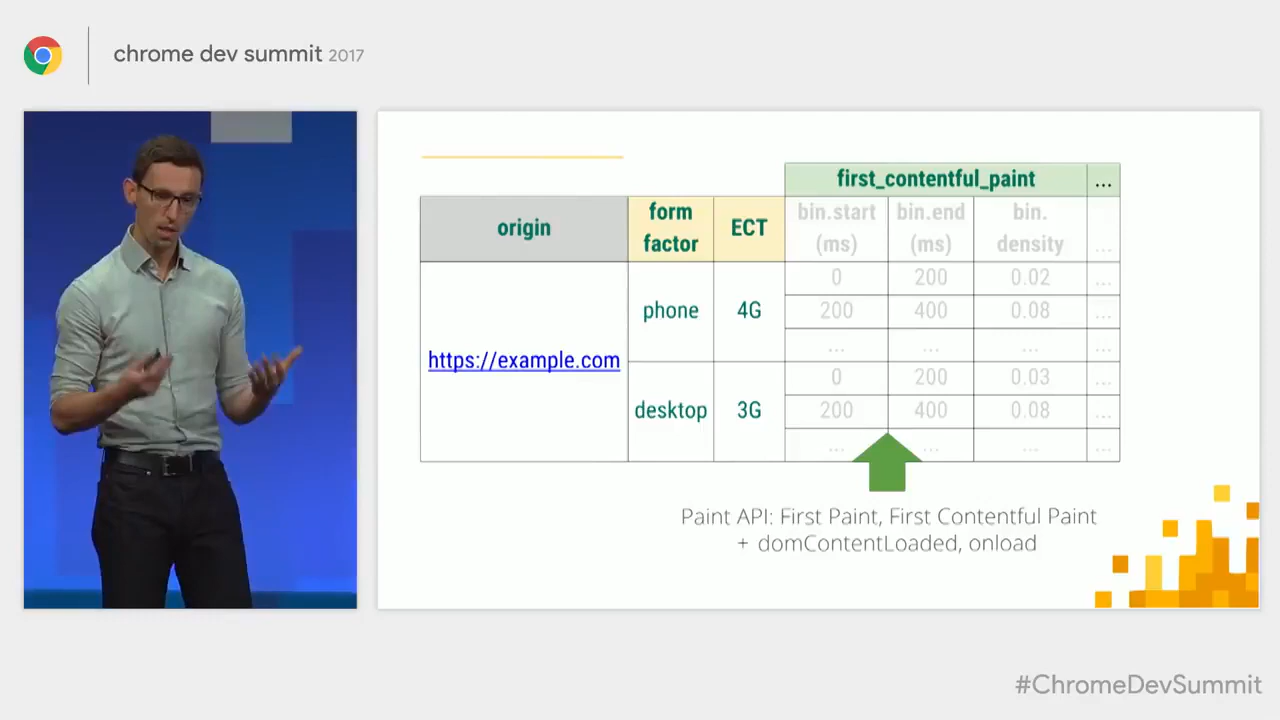 chrome dev summit 2017
first_contentful_paint ...
origin form factor ECT bin.start (ms) bin.end (ms) bin. density ...
https://example.com
phone 4G
0 200 0.02 ...
200 400 0.08 ...
... ... ... ...
desktop 3G
0 200 0.03 ...
200 400 0.08 ...
... ... ... ...
Paint API: First Paint, First Contentful Paint
+ domContentLoaded, onload
#ChromeDevSummit